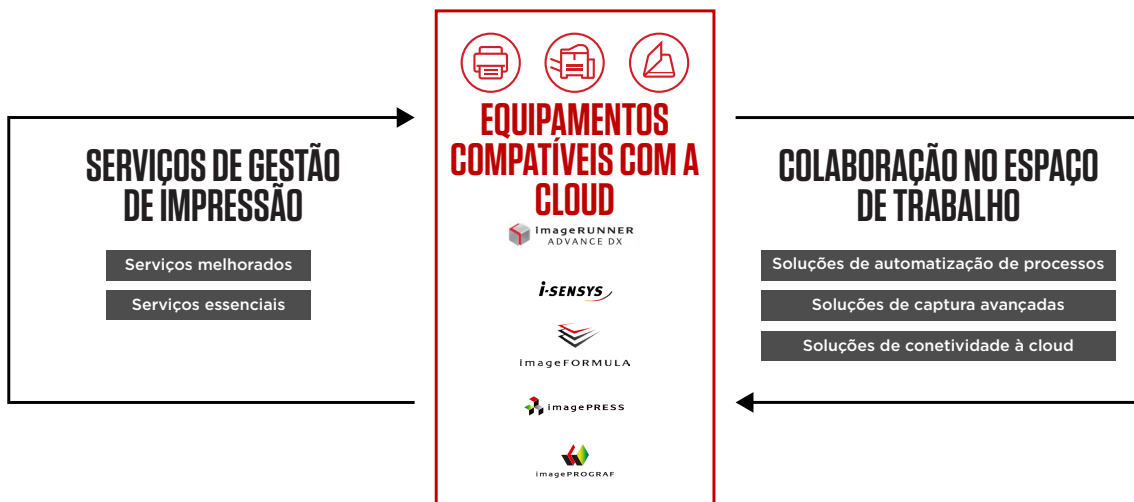 SERVIÇOS DE GESTÃO
DE IMPRESSÃO
Serviços melhorados
Serviços essenciais
EQUIPAMENTOS
COMPATÍVEIS COM A
CLOUD
imageRUNNER
ADVANCE DX
i-SENSYS
imageFORMULA
imagePRESS
imagePROGRAF
COLABORAÇÃO NO ESPAÇO
DE TRABALHO
Soluções de automatização de processos
Soluções de captura avançadas
Soluções de conetividade à cloud